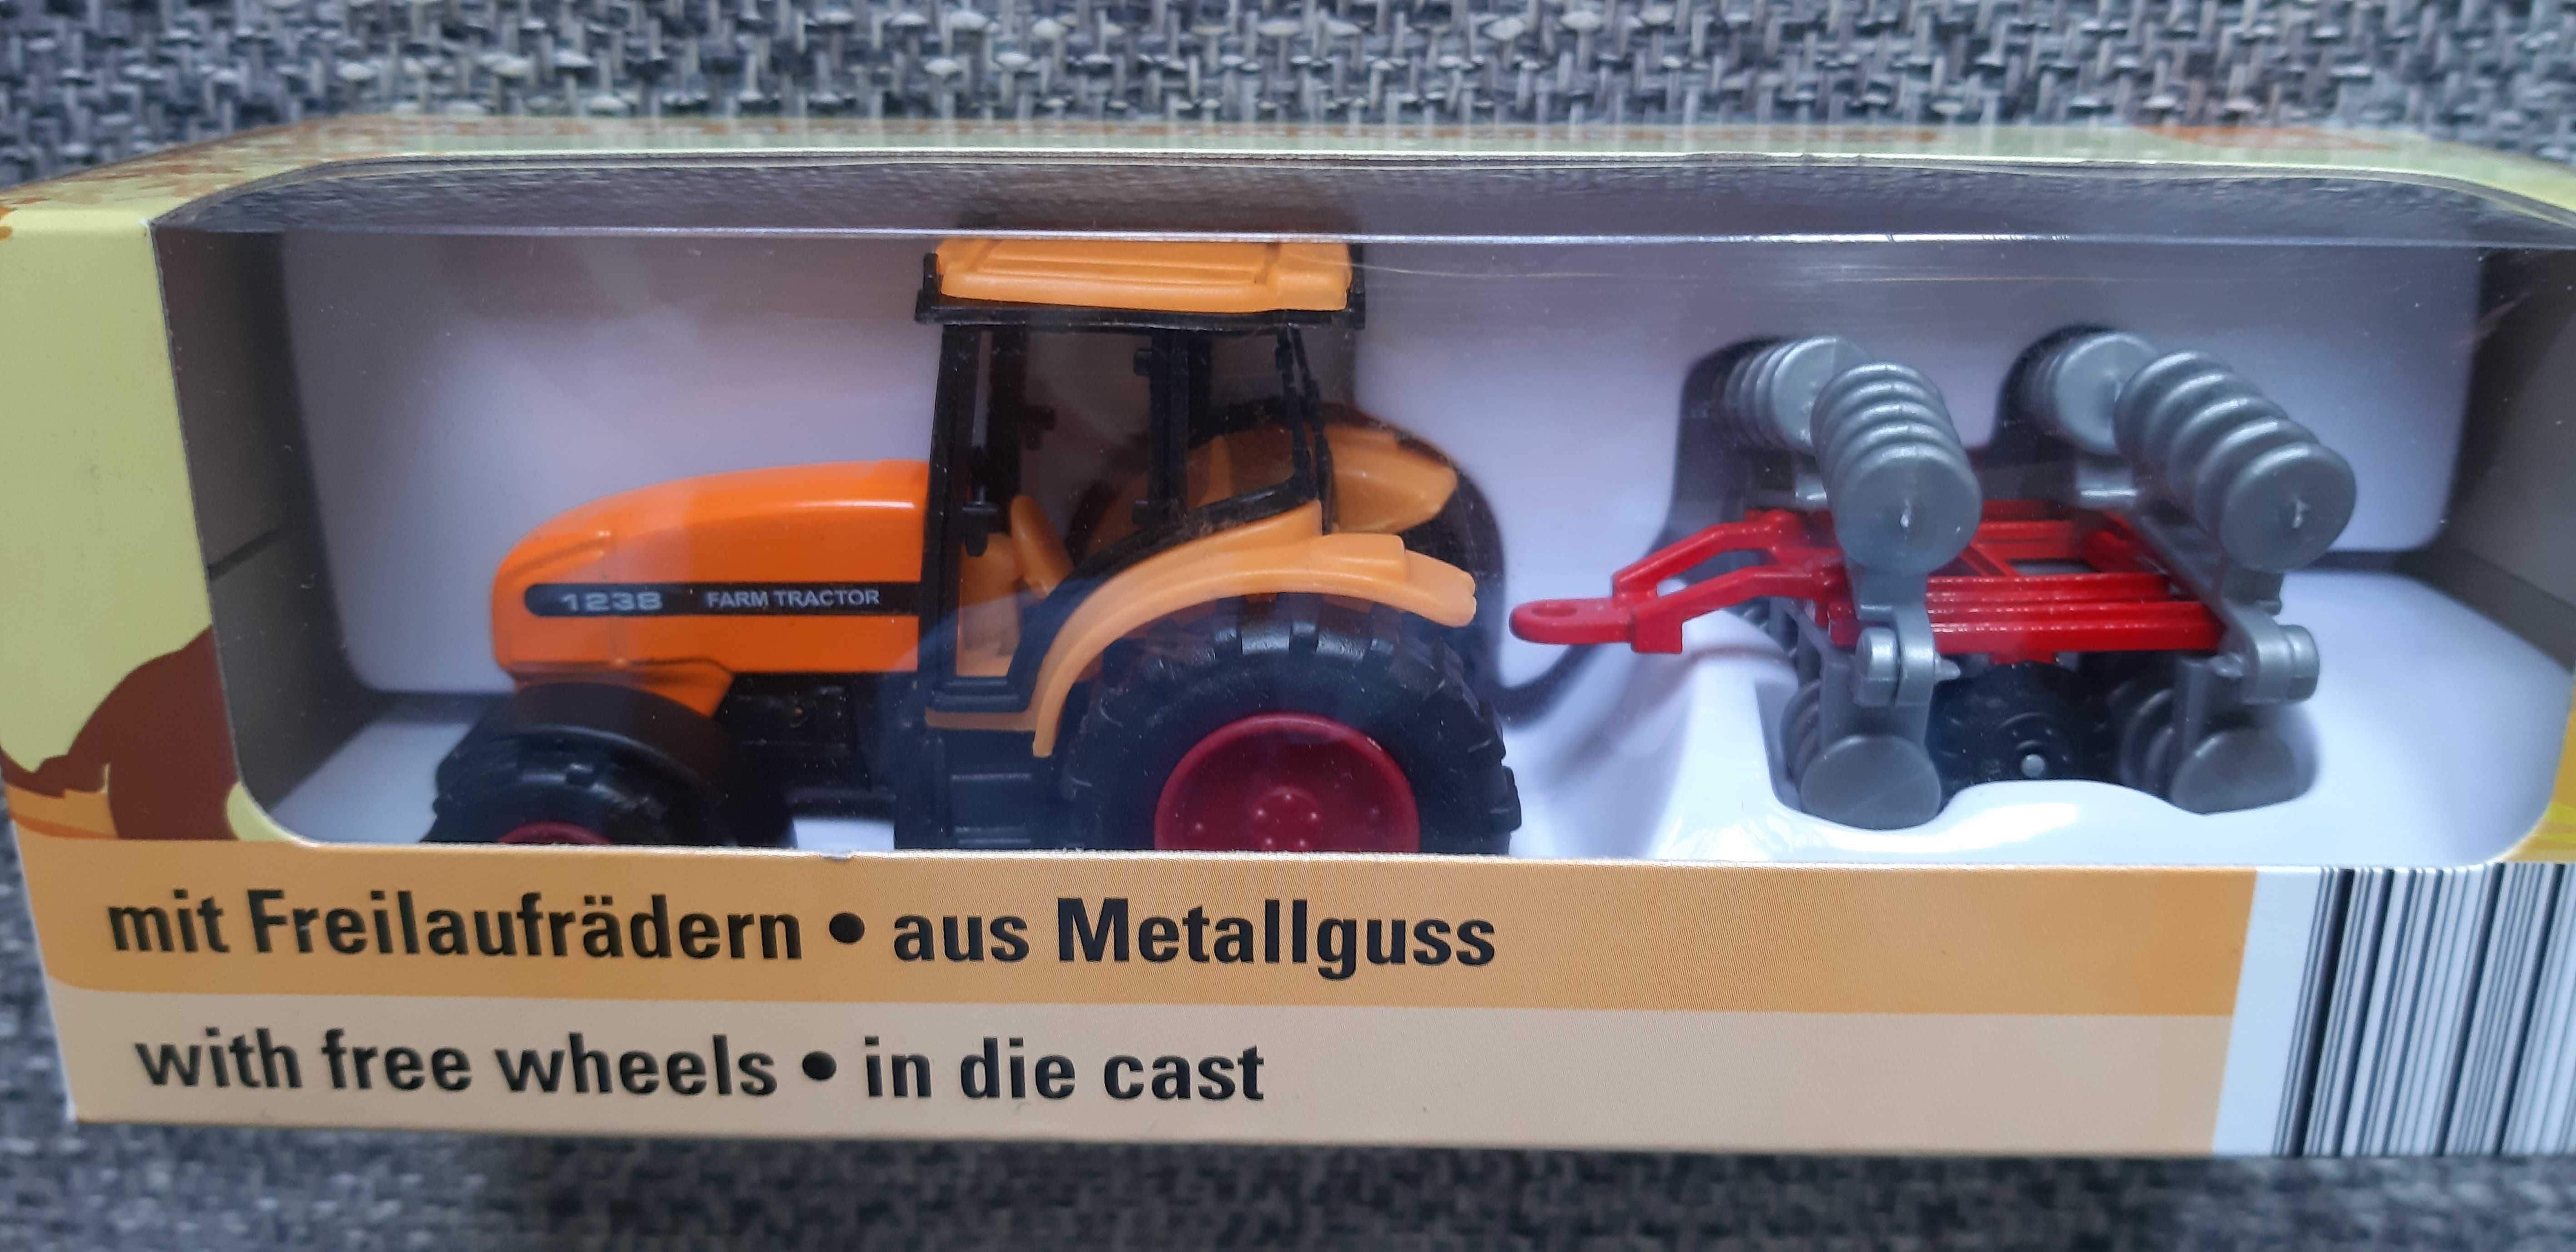 1238 FARM TRACTOR
mit Freilaufrädern • aus Metallguss
with free wheels • in die cast